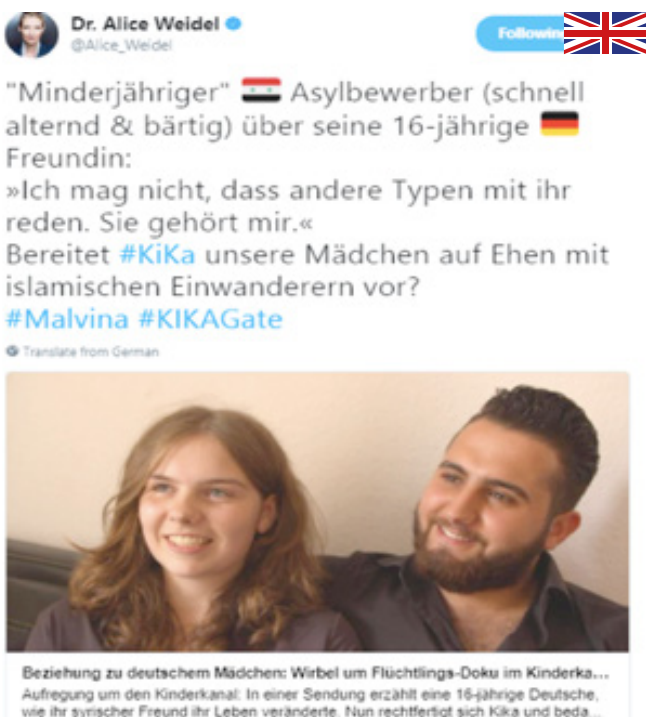 Dr. Alice Weidel
@Alice_Weidel
Following
"Minderjähriger" Asylbewerber (schnell
alternd & bärtig) über seine 16-jährige
Freundin:
»Ich mag nicht, dass andere Typen mit ihr
reden. Sie gehört mir.«
Bereitet #KiKa unsere Mädchen auf Ehen mit
islamischen Einwanderern vor?
#Malvina #KIKAGate
Translate from German
Beziehung zu deutschem Mädchen: Wirbel um Flüchtlings-Doku im Kinderka...
Aufregung um den Kinderkanal: In einer Sendung erzählt eine 16-jährige Deutsche,
wie ihr syrischer Freund ihr Leben veränderte. Nun rechtfertigt sich Kika und beda...